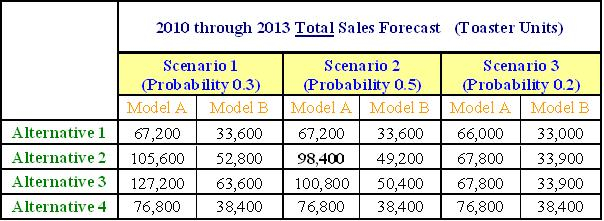 2010 through 2013 Total Sales Forecast (Toaster Units)
Scenario 1 Scenario 2 Scenario 3
(Probability 0.3) (Probability 0.5) (Probability 0.2)
Model A Model B Model A Model B Model A Model B
Alternative 1 67,200 33,600 67,200 33,600 66,000 33,000
Alternative 2 105,600 52,800 98,400 49,200 67,800 33,900
Alternative 3 127,200 63,600 100,800 50,400 67,800 33,900
Alternative 4 76,800 38,400 76,800 38,400 76,800 38,400